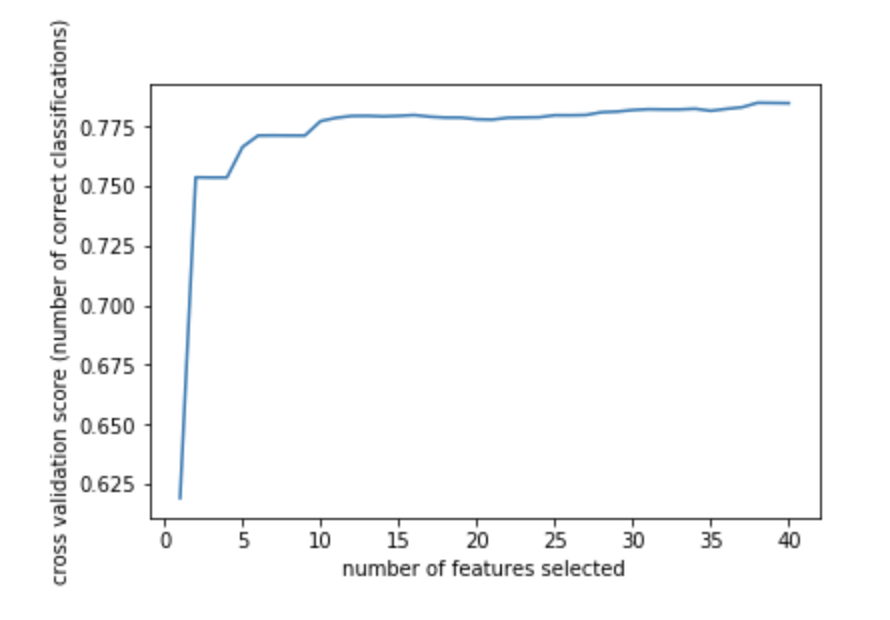 cross validation score (number of correct classifications)
0.775
0.750
0.725
0.700
0.675
0.650
0.625
0 5 10 15 20 25 30 35 40
number of features selected